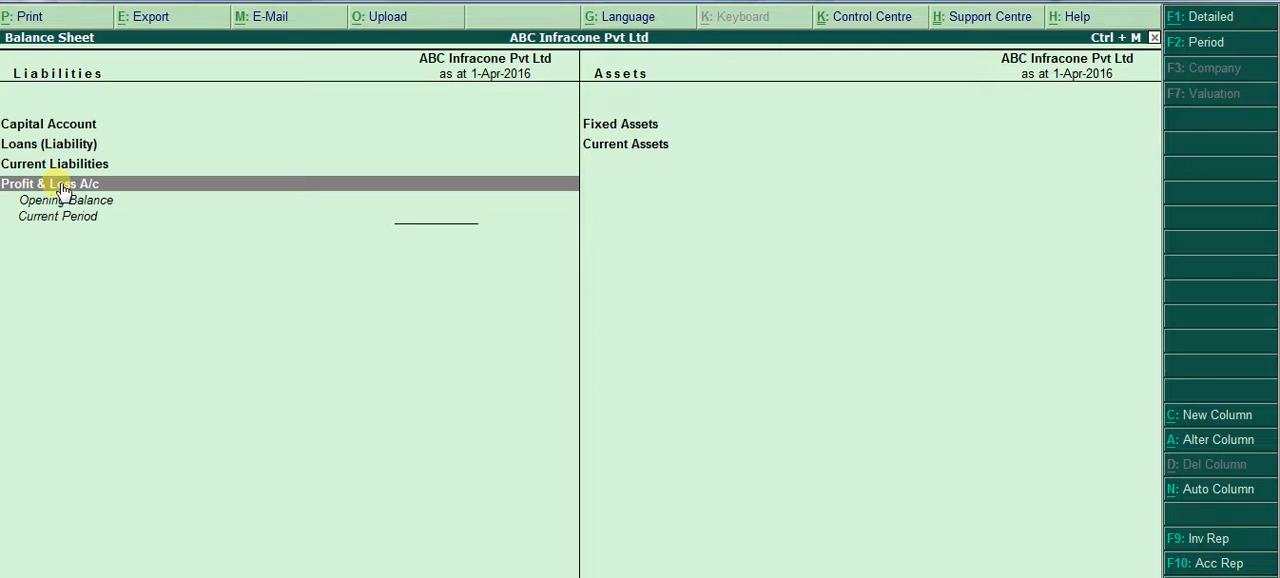 P: Print E: Export M: E-Mail O: Upload G: Language K: Keyboard K: Control Centre H: Support Centre H: Help
Balance Sheet ABC Infracone Pvt Ltd Ctrl + M
Liabilities ABC Infracone Pvt Ltd as at 1-Apr-2016
Assets ABC Infracone Pvt Ltd as at 1-Apr-2016
Capital Account
Loans (Liability)
Current Liabilities
Profit & Loss A/c
Opening Balance
Current Period
Fixed Assets
Current Assets
F1: Detailed
F2: Period
F3: Company
F7: Valuation
C: New Column
A: Alter Column
D: Del Column
N: Auto Column
F9: Inv Rep
F10: Acc Rep